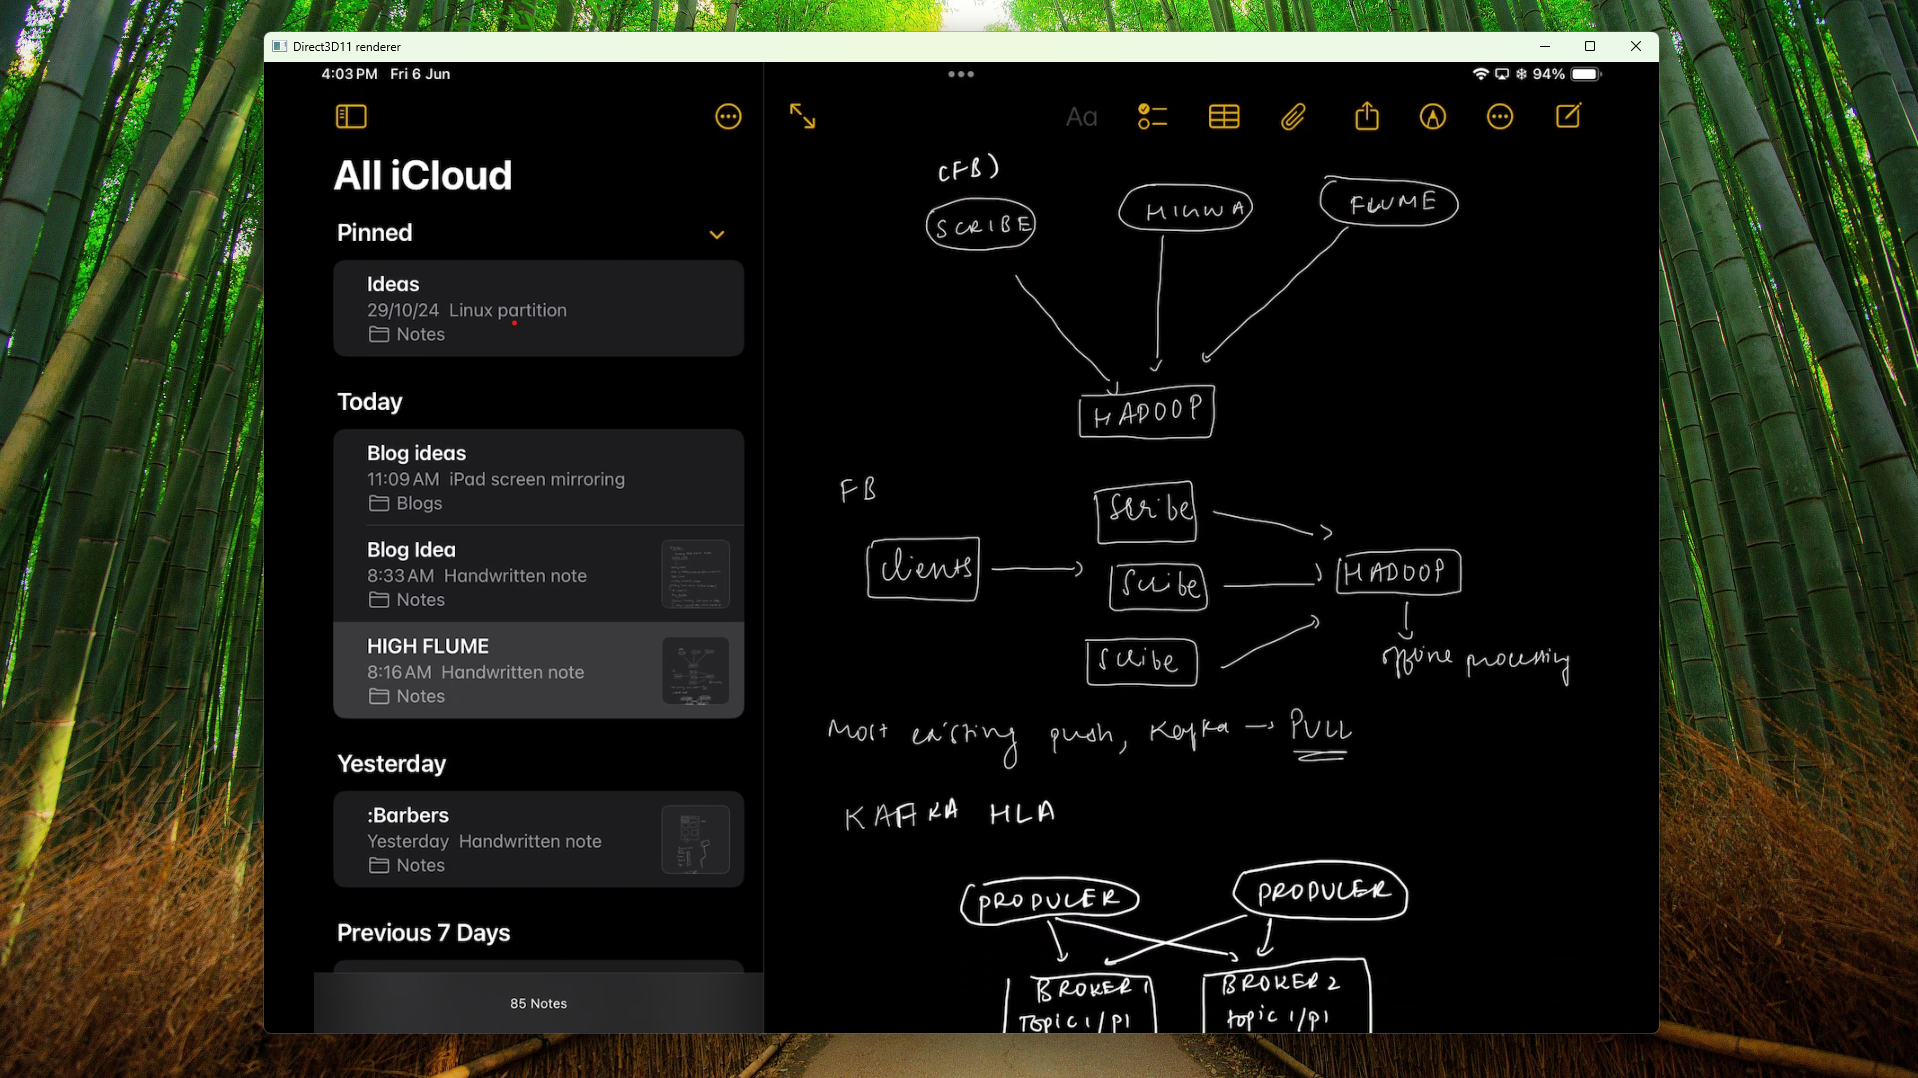 Direct3D11 renderer
4:03 PM Fri 6 Jun
94%
All iCloud
Pinned
Ideas
29/10/24 Linux partition
Notes
Today
Blog ideas
11:09 AM iPad screen mirroring
Blogs
Blog Idea
8:33 AM Handwritten note
Notes
HIGH FLUME
8:16 AM Handwritten note
Notes
Yesterday
:Barbers
Yesterday Handwritten note
Notes
Previous 7 Days
85 Notes
Aa
(FB)
SCRIBE
FLUME
HADOOP
FB
Clients
Scribe
Scribe
Scribe
HADOOP
offline processing
Most existing push, Kafka → PULL
KAFKA HLA
PRODUCER
PRODUCER
BROKER 1
TOPIC 1/P1
BROKER 2
topic 1/p1